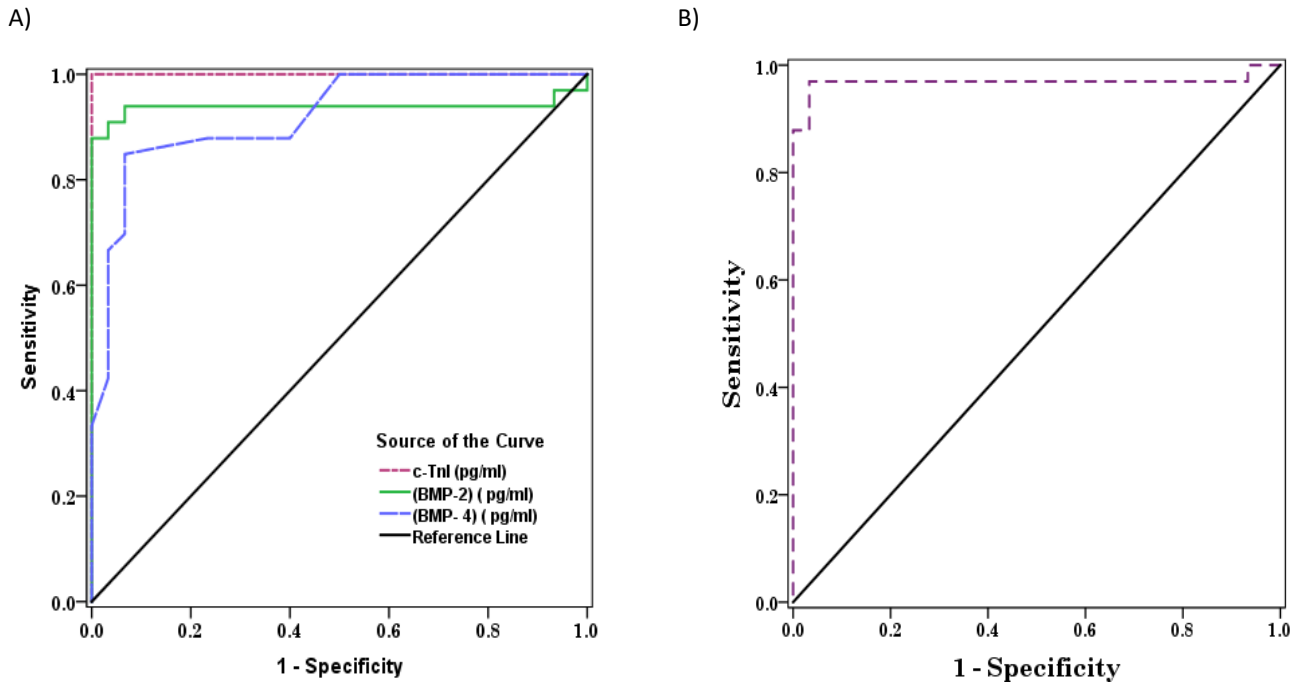 A)
1.0
0.8
0.6
0.4
0.2
0.0
Sensitivity
Source of the Curve
c-TnI (pg/ml)
(BMP-2) ( pg/ml)
(BMP- 4) ( pg/ml)
Reference Line
0.0 0.2 0.4 0.6 0.8 1.0
1 - Specificity
B)
1.0
0.8
0.6
0.4
0.2
0.0
Sensitivity
0.0 0.2 0.4 0.6 0.8 1.0
1 - Specificity